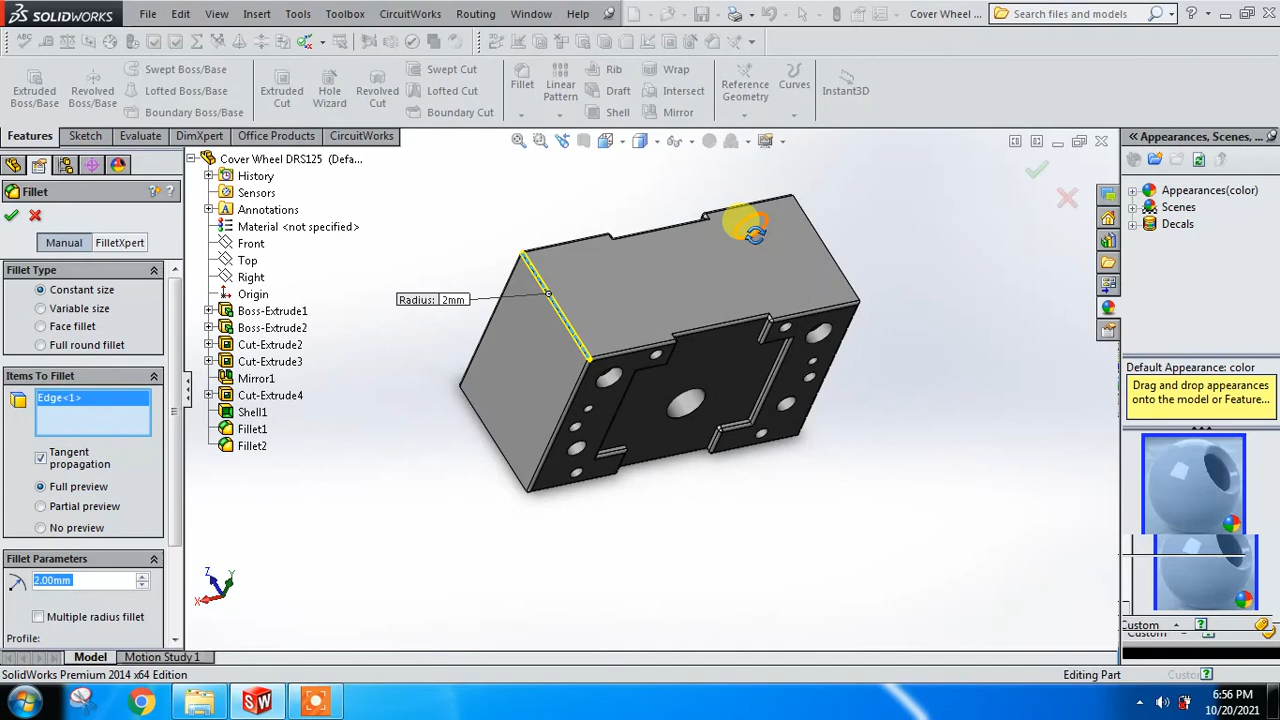 SOLIDWORKS File Edit View Insert Tools Toolbox CircuitWorks Routing Window Help Cover Wheel ... Search files and models
Extruded Boss/Base
Revolved Boss/Base
Swept Boss/Base
Lofted Boss/Base
Boundary Boss/Base
Extruded Cut
Hole Wizard
Revolved Cut
Swept Cut
Lofted Cut
Boundary Cut
Fillet
Linear Pattern
Rib
Draft
Shell
Wrap
Intersect
Mirror
Reference Geometry
Curves
Instant3D
Features Sketch Evaluate DimXpert Office Products CircuitWorks
Fillet
Manual FilletXpert
Fillet Type
Constant size
Variable size
Face fillet
Full round fillet
Items To Fillet
Edge<1>
Tangent
propagation
Full preview
Partial preview
No preview
Fillet Parameters
2.00mm
Multiple radius fillet
Profile:
Cover Wheel DRS125 (Defa...
History
Sensors
Annotations
Material <not specified>
Front
Top
Right
Origin
Boss-Extrude1
Boss-Extrude2
Cut-Extrude2
Cut-Extrude3
Mirror1
Cut-Extrude4
Shell1
Fillet1
Fillet2
Radius: 2mm
Z
Y
X
Appearances, Scenes, ...
Appearances(color)
Scenes
Decals
Default Appearance: color
Drag and drop appearances
onto the model or Feature...
Custom
Model Motion Study 1
SolidWorks Premium 2014 x64 Edition Editing Part
6:56 PM
10/20/2021